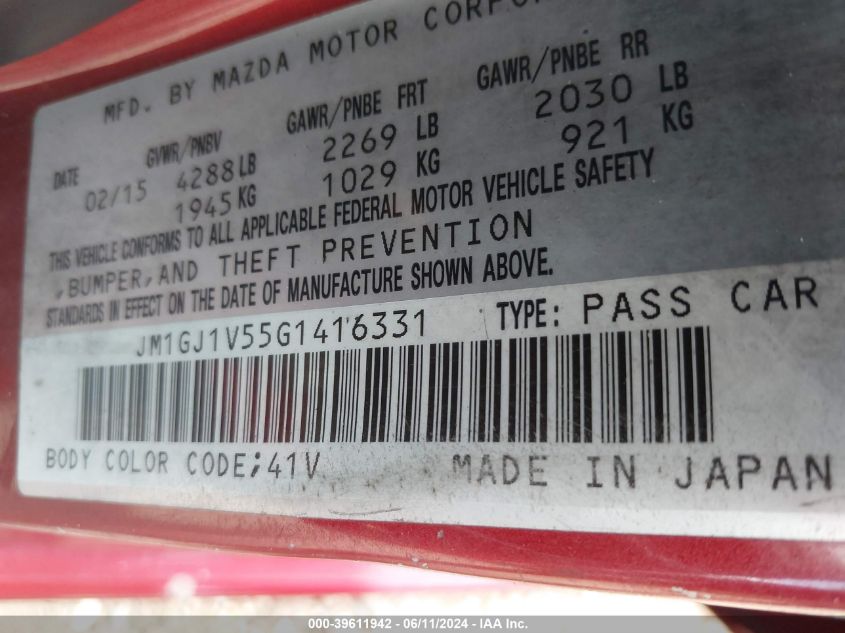 MFD. BY MAZDA MOTOR
DATE GVWR/PNBV GAWR/PNBE FRT GAWR/PNBE RR
02/15 4288 LB 2269 LB 2030 LB
1945 KG 1029 KG 921 KG
THIS VEHICLE CONFORMS TO ALL APPLICABLE FEDERAL MOTOR VEHICLE SAFETY
,BUMPER,AND THEFT PREVENTION
STANDARDS IN EFFECT ON THE DATE OF MANUFACTURE SHOWN ABOVE.
JM1GJ1V55G1416331 TYPE: PASS CAR
BODY COLOR CODE;41V MADE IN JAPAN
000-39611942 - 06/11/2024 - IAA Inc.